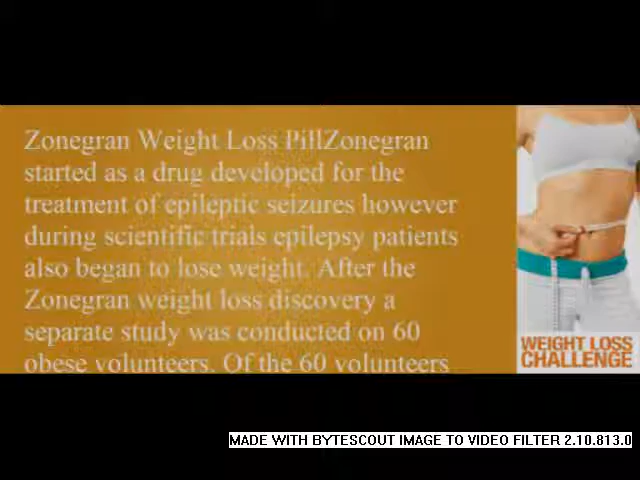 Zonegran Weight Loss PillZonegran
started as a drug developed for the
treatment of epileptic seizures however
during scientific trials epilepsy patients
also began to lose weight. After the
Zonegran weight loss discovery a
separate study was conducted on 60
obese volunteers. Of the 60 volunteers
WEIGHT LOSS
CHALLENGE
MADE WITH BYTESCOUT IMAGE TO VIDEO FILTER 2.10.813.0